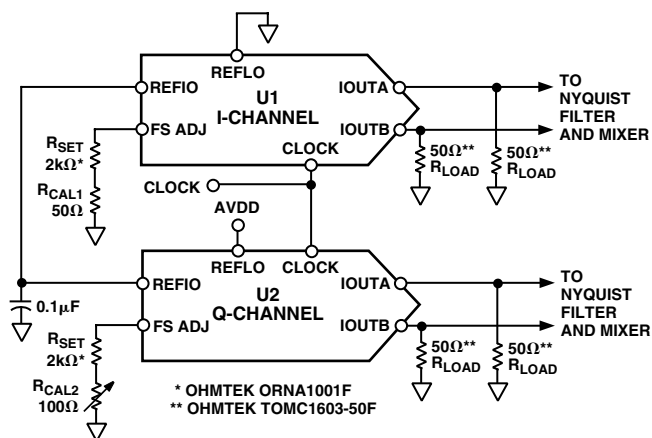 REFLO
REFIO
U1
I-CHANNEL
IOUTA
TO
NYQUIST
FILTER
AND MIXER
FS ADJ
IOUTB
RSET
2kΩ*
CLOCK
50Ω**
RLOAD
50Ω**
RLOAD
RCAL1
50Ω
CLOCK
AVDD
REFLO
CLOCK
REFIO
U2
Q-CHANNEL
IOUTA
TO
NYQUIST
FILTER
AND MIXER
0.1μF
FS ADJ
IOUTB
RSET
2kΩ*
50Ω**
RLOAD
50Ω**
RLOAD
RCAL2
100Ω
* OHMTEK ORNA1001F
** OHMTEK TOMC1603-50F